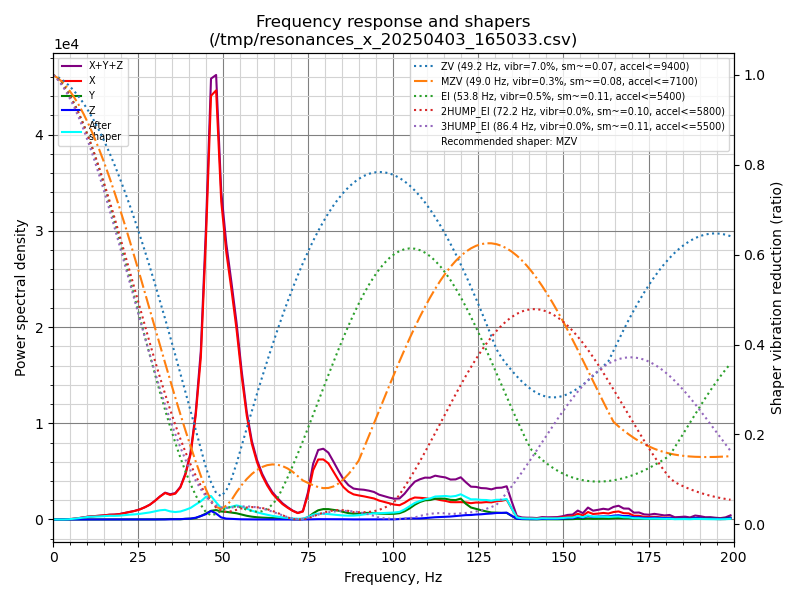 Frequency response and shapers
(/tmp/resonances_x_20250403_165033.csv)
1e4
X+Y+Z
X
Y
Z
After
shaper
ZV (49.2 Hz, vibr=7.0%, sm~=0.07, accel<=9400)
MZV (49.0 Hz, vibr=0.3%, sm~=0.08, accel<=7100)
EI (53.8 Hz, vibr=0.5%, sm~=0.11, accel<=5400)
2HUMP_EI (72.2 Hz, vibr=0.0%, sm~=0.10, accel<=5800)
3HUMP_EI (86.4 Hz, vibr=0.0%, sm~=0.11, accel<=5500)
Recommended shaper: MZV
Power spectral density
4
3
2
1
0
1.0
0.8
0.6
0.4
0.2
0.0
Shaper vibration reduction (ratio)
0 25 50 75 100 125 150 175 200
Frequency, Hz